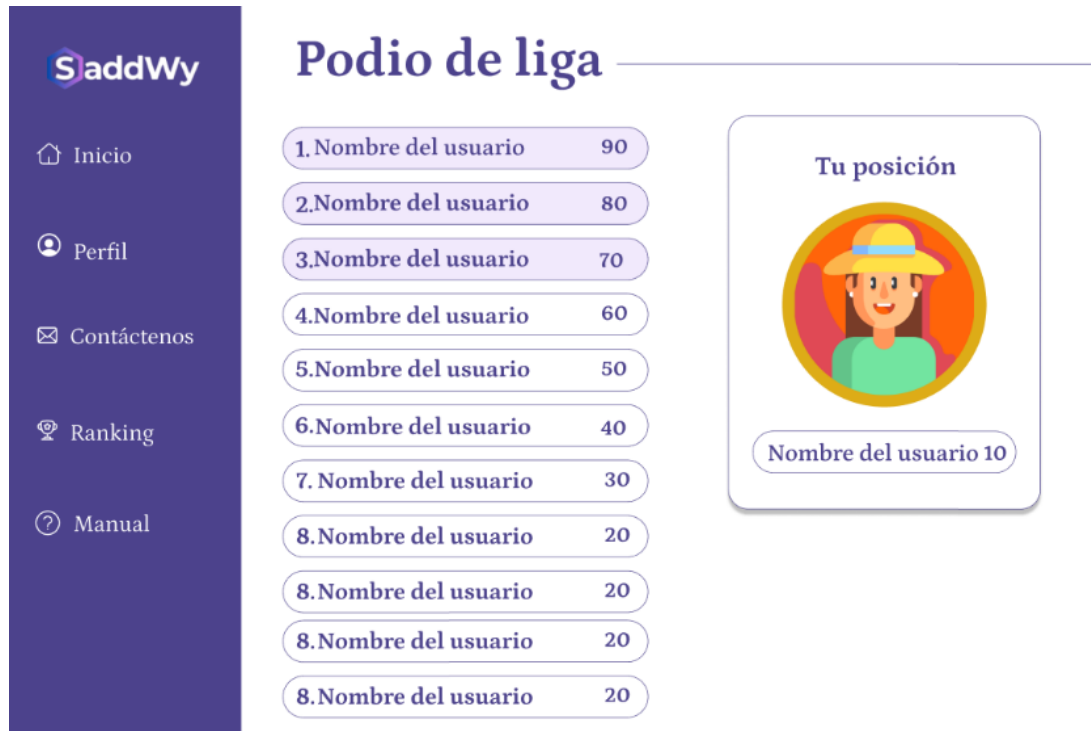 SaddWy
Inicio
Perfil
Contáctenos
Ranking
Manual
Podio de liga
1. Nombre del usuario 90
2.Nombre del usuario 80
3.Nombre del usuario 70
4.Nombre del usuario 60
5.Nombre del usuario 50
6.Nombre del usuario 40
7. Nombre del usuario 30
8.Nombre del usuario 20
8.Nombre del usuario 20
8.Nombre del usuario 20
8.Nombre del usuario 20
Tu posición
Nombre del usuario 10